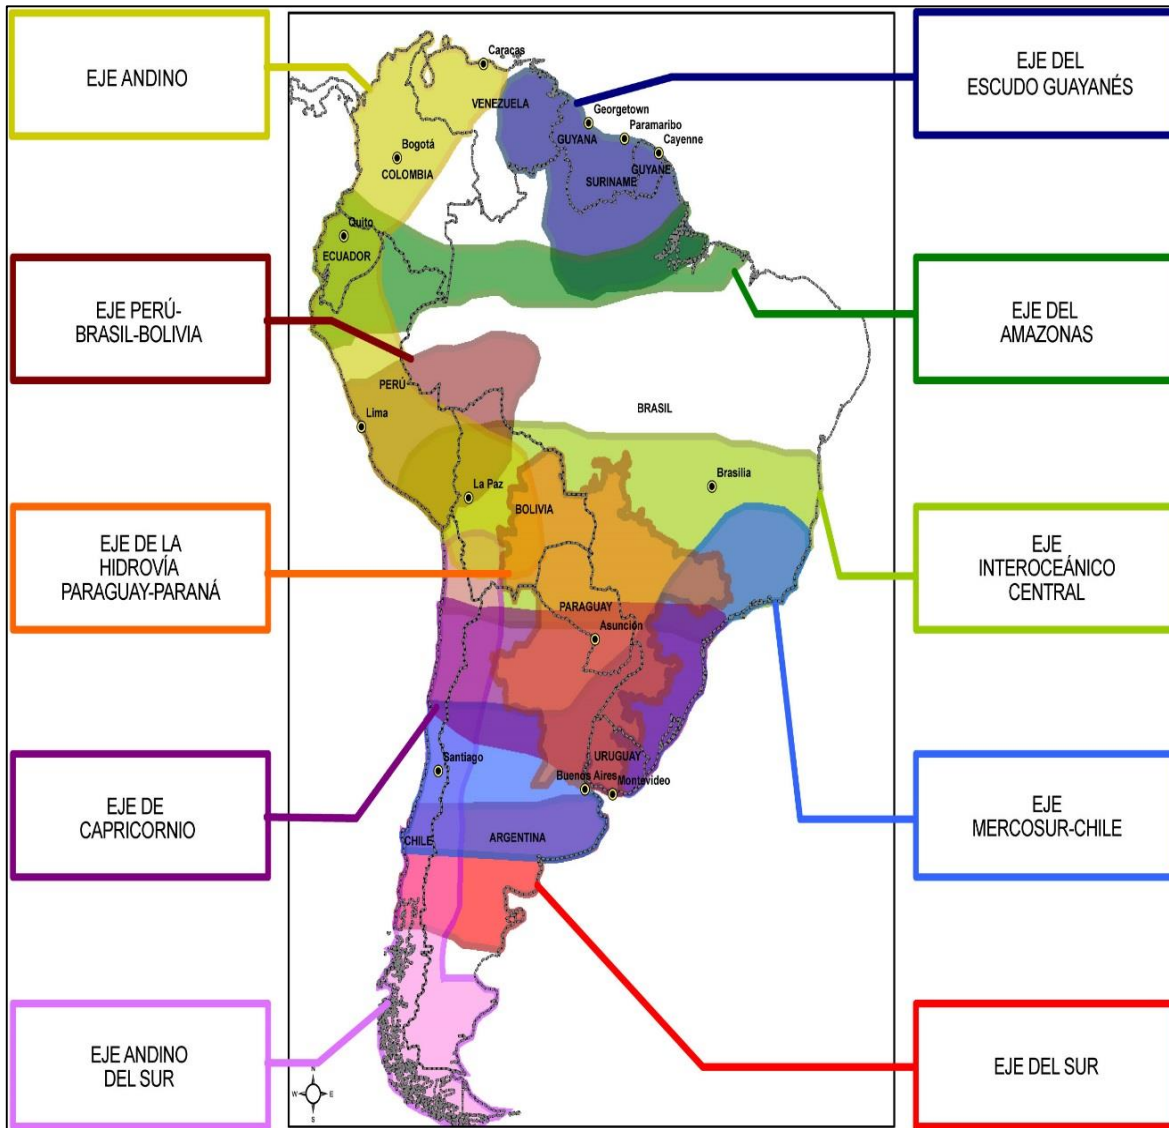 EJE ANDINO
EJE PERÚ-
BRASIL-BOLIVIA
EJE DE LA
HIDROVÍA
PARAGUAY-PARANÁ
EJE DE
CAPRICORNIO
EJE ANDINO
DEL SUR
Caracas
VENEZUELA
Georgetown
Paramaribo
GUYANA
Cayenne
Bogotá
COLOMBIA
GUYANE
SURINAME
Quito
ECUADOR
PERÚ
BRASIL
Lima
Brasilia
La Paz
BOLIVIA
PARAGUAY
Asunción
URUGUAY
Santiago
Buenos Aires
Montevideo
CHILE
ARGENTINA
N
W
E
S
EJE DEL
ESCUDO GUAYANÉS
EJE DEL
AMAZONAS
EJE
INTEROCEÁNICO
CENTRAL
EJE
MERCOSUR-CHILE
EJE DEL SUR